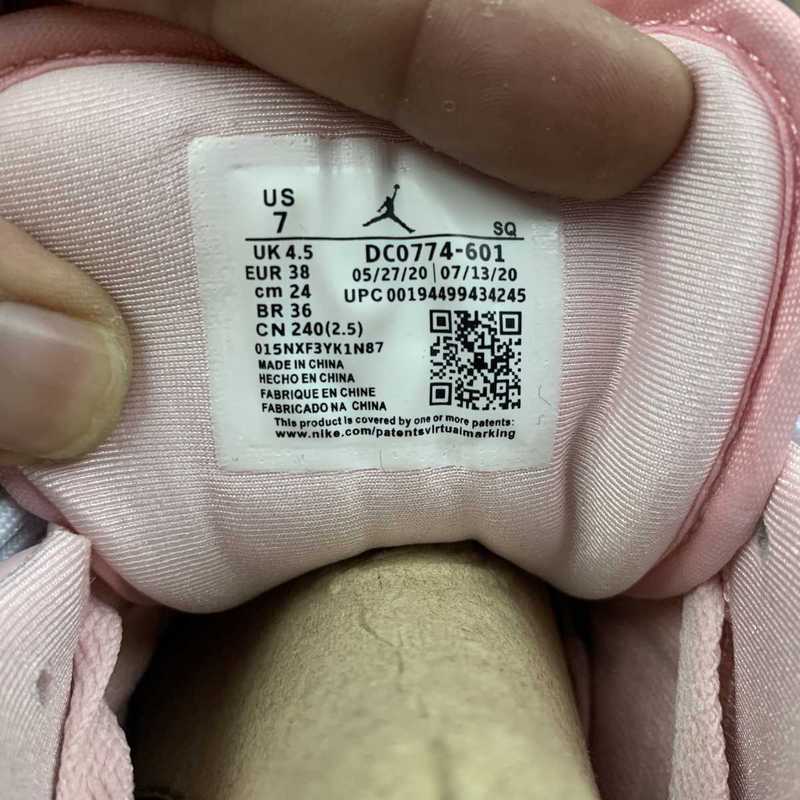 US
7
SQ
UK 4.5
DC0774-601
EUR 38
05/27/20 | 07/13/20
cm 24
UPC 00194499434245
BR 36
CN 240(2.5)
015NXF3YK1N87
MADE IN CHINA
HECHO EN CHINA
FABRIQUE EN CHINE
FABRICADO NA CHINA
This product is covered by one or more patents:
www.nike.com/patentsvirtualmarking